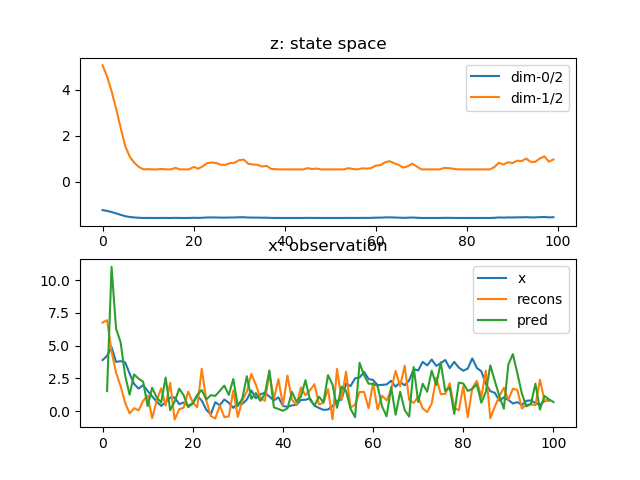 z: state space
dim-0/2
dim-1/2
4
2
0
0 20 40 60 80 100
x: observation
x
recons
pred
10.0
7.5
5.0
2.5
0.0
0 20 40 60 80 100